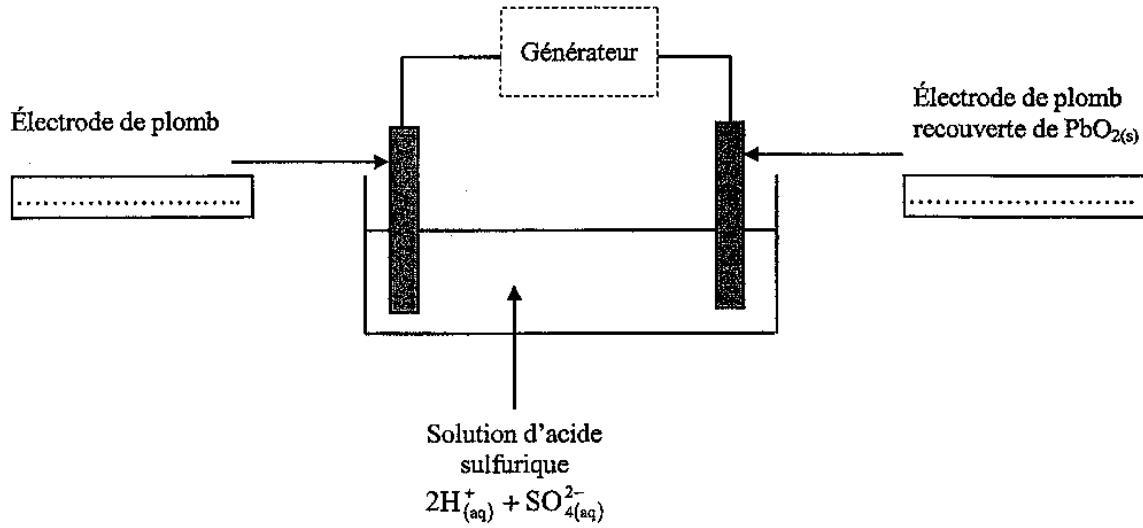 Générateur
Électrode de plomb
Électrode de plomb
recouverte de PbO₂₍ₛ₎
........................
........................
Solution d'acide
sulfurique
2H⁺₍ₐq₎ + SO₄²⁻₍ₐq₎